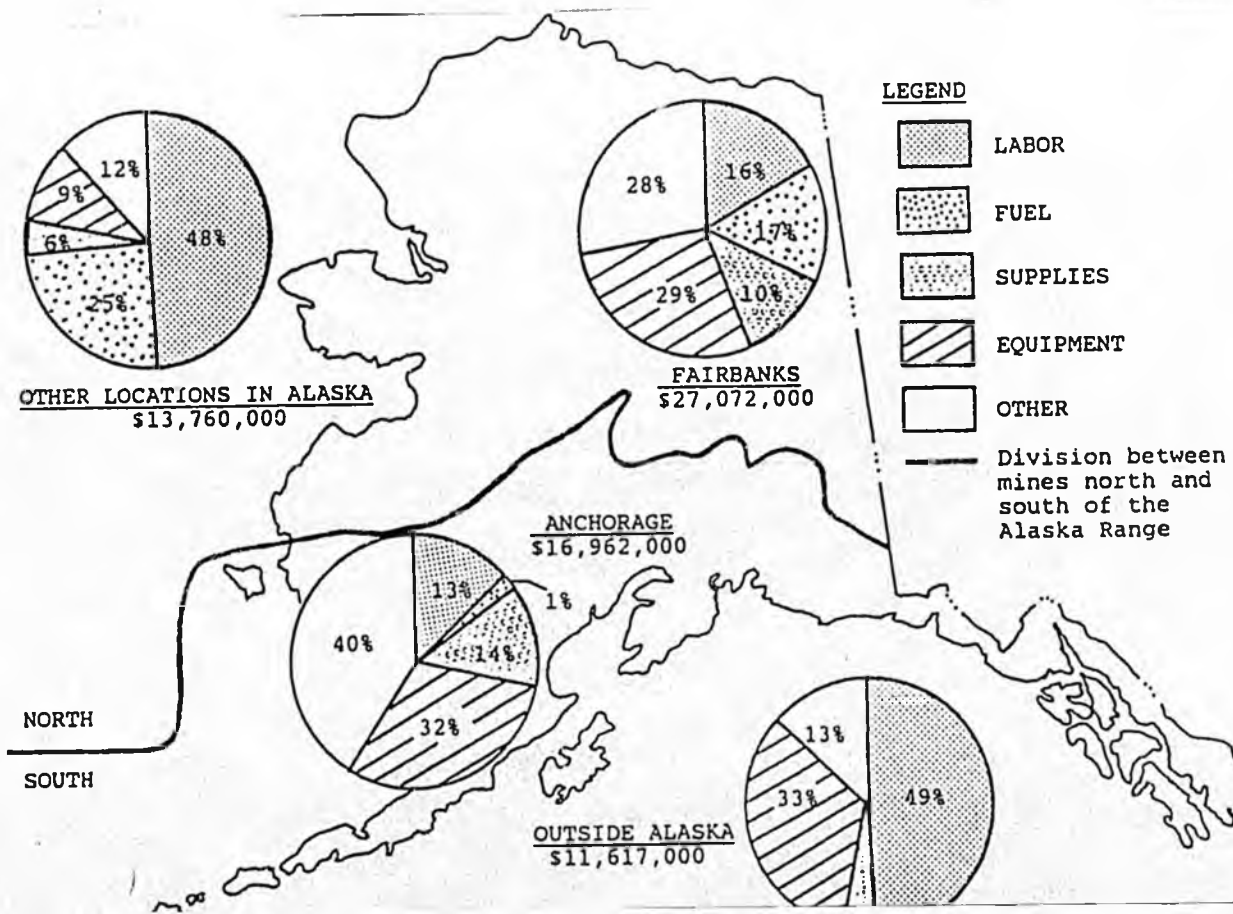 LEGEND
LABOR
FUEL
SUPPLIES
EQUIPMENT
OTHER
Division between
mines north and
south of the
Alaska Range
12%
9%
6%
48%
25%
OTHER LOCATIONS IN ALASKA
$13,760,000
28%
16%
17%
29%
10%
FAIRBANKS
$27,072,000
ANCHORAGE
$16,962,000
13%
1%
40%
14%
32%
NORTH
SOUTH
13%
33%
49%
OUTSIDE ALASKA
$11,617,000